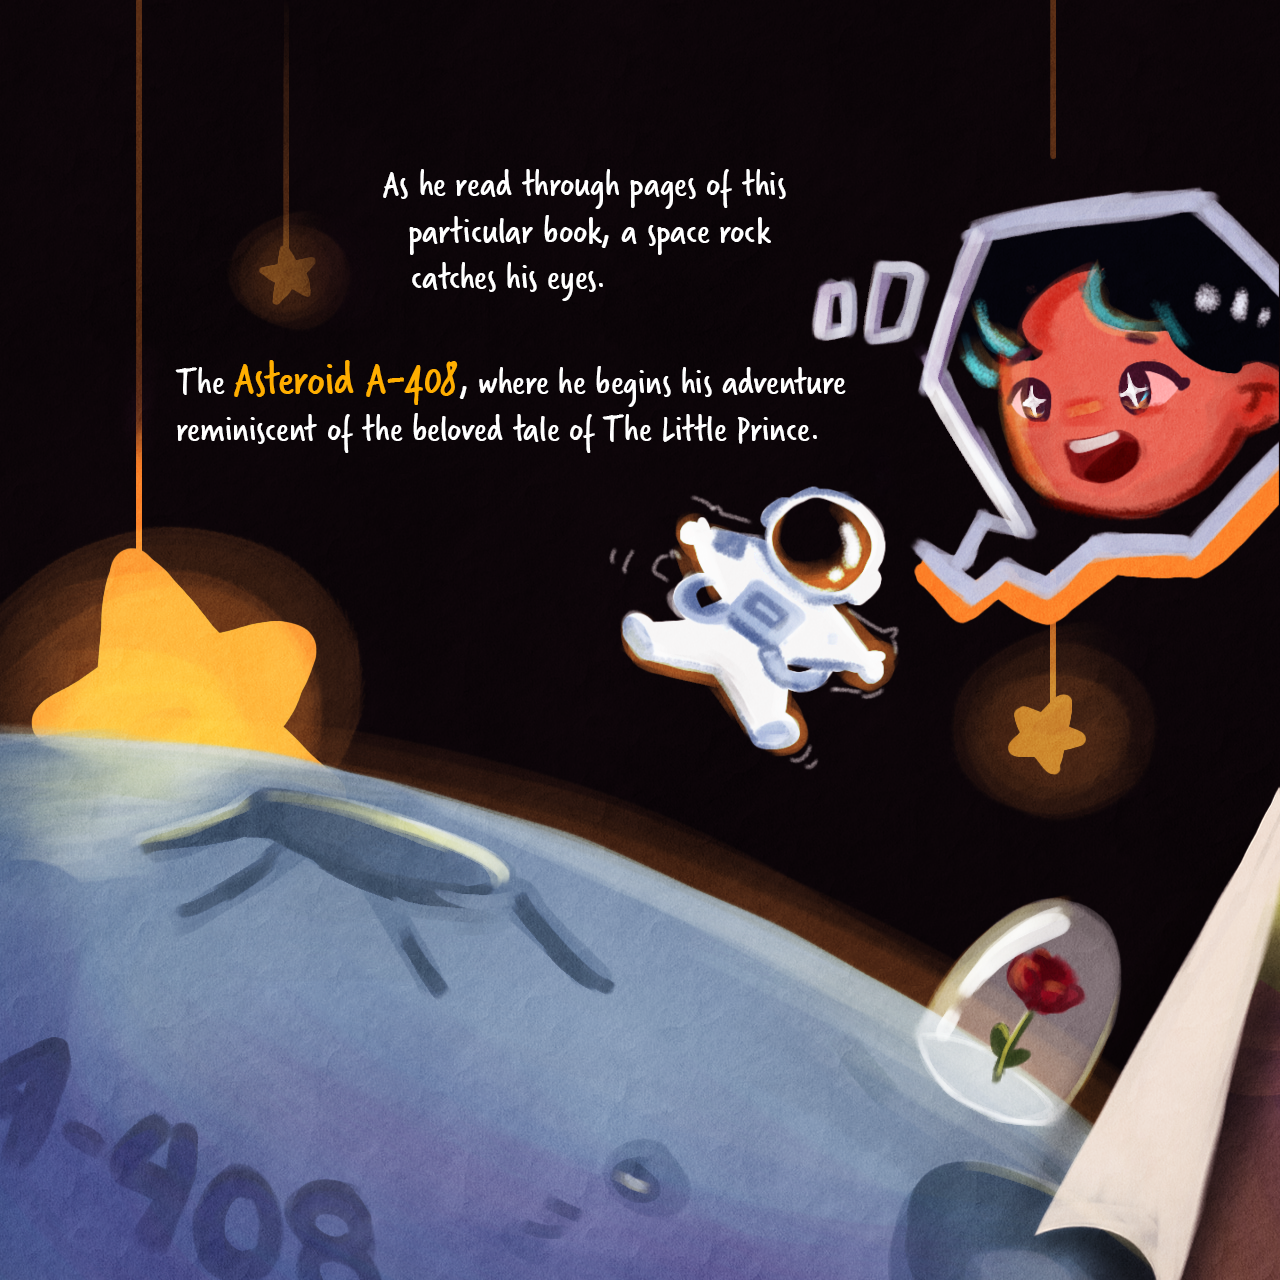 As he read through pages of this
particular book, a space rock
catches his eyes.
The Asteroid A-408, where he begins his adventure
reminiscent of the beloved tale of The Little Prince.
A-408